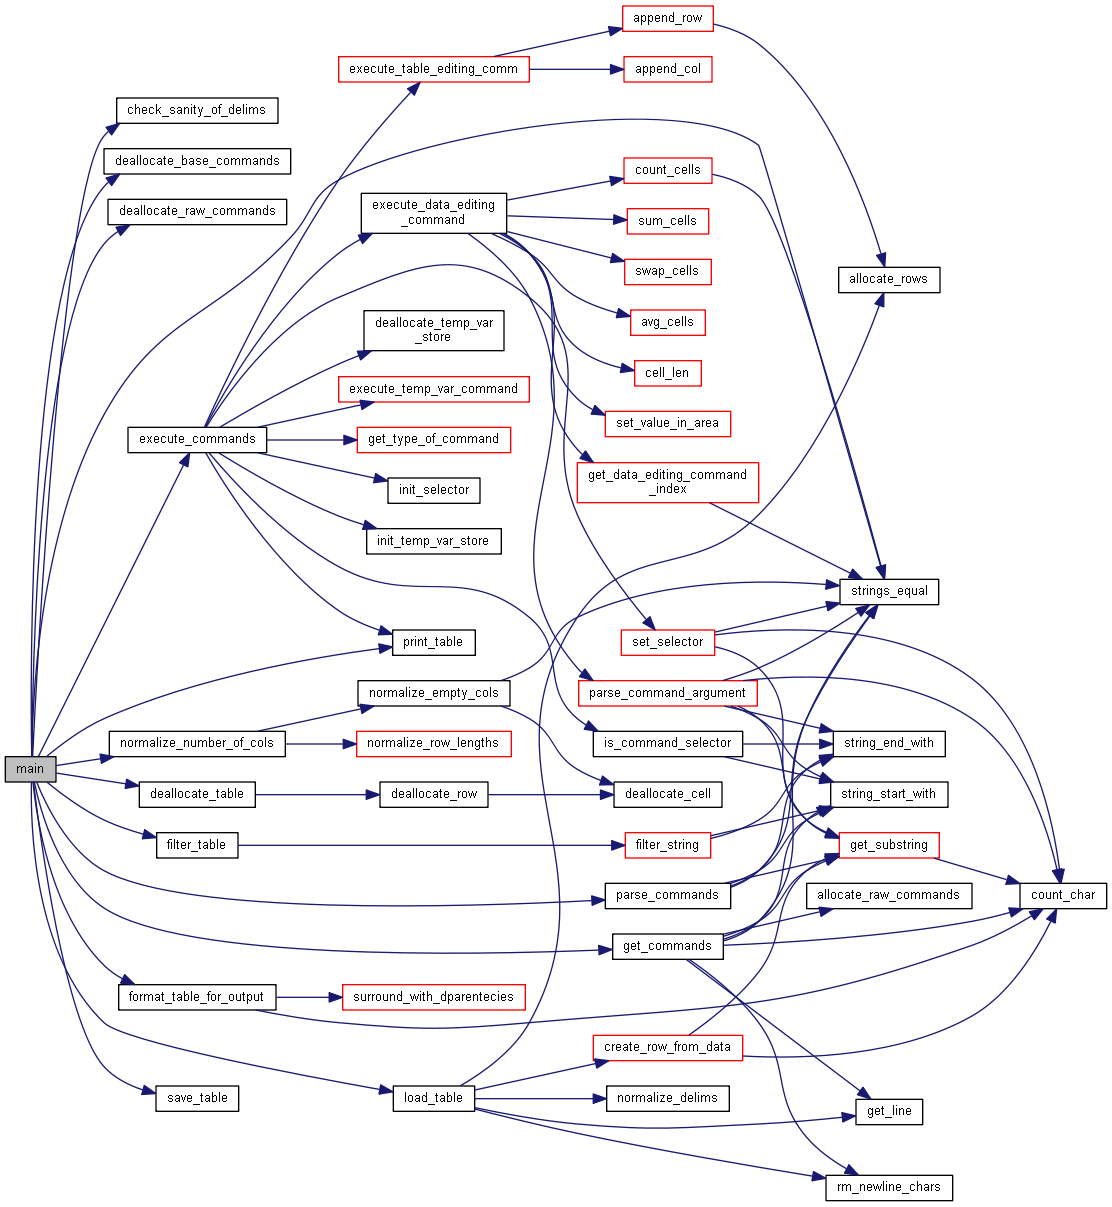 append_row
execute_table_editing_comm
append_col
check_sanity_of_delims
deallocate_base_commands
count_cells
deallocate_raw_commands
execute_data_editing
_command
sum_cells
swap_cells
allocate_rows
deallocate_temp_var
_store
avg_cells
cell_len
execute_temp_var_command
set_value_in_area
execute_commands
get_type_of_command
get_data_editing_command
_index
init_selector
init_temp_var_store
strings_equal
print_table
set_selector
normalize_empty_cols
parse_command_argument
normalize_number_of_cols
normalize_row_lengths
is_command_selector
string_end_with
main
deallocate_table
deallocate_row
deallocate_cell
string_start_with
filter_table
filter_string
get_substring
parse_commands
allocate_raw_commands
count_char
get_commands
format_table_for_output
surround_with_dparentecies
create_row_from_data
save_table
load_table
normalize_delims
get_line
rm_newline_chars